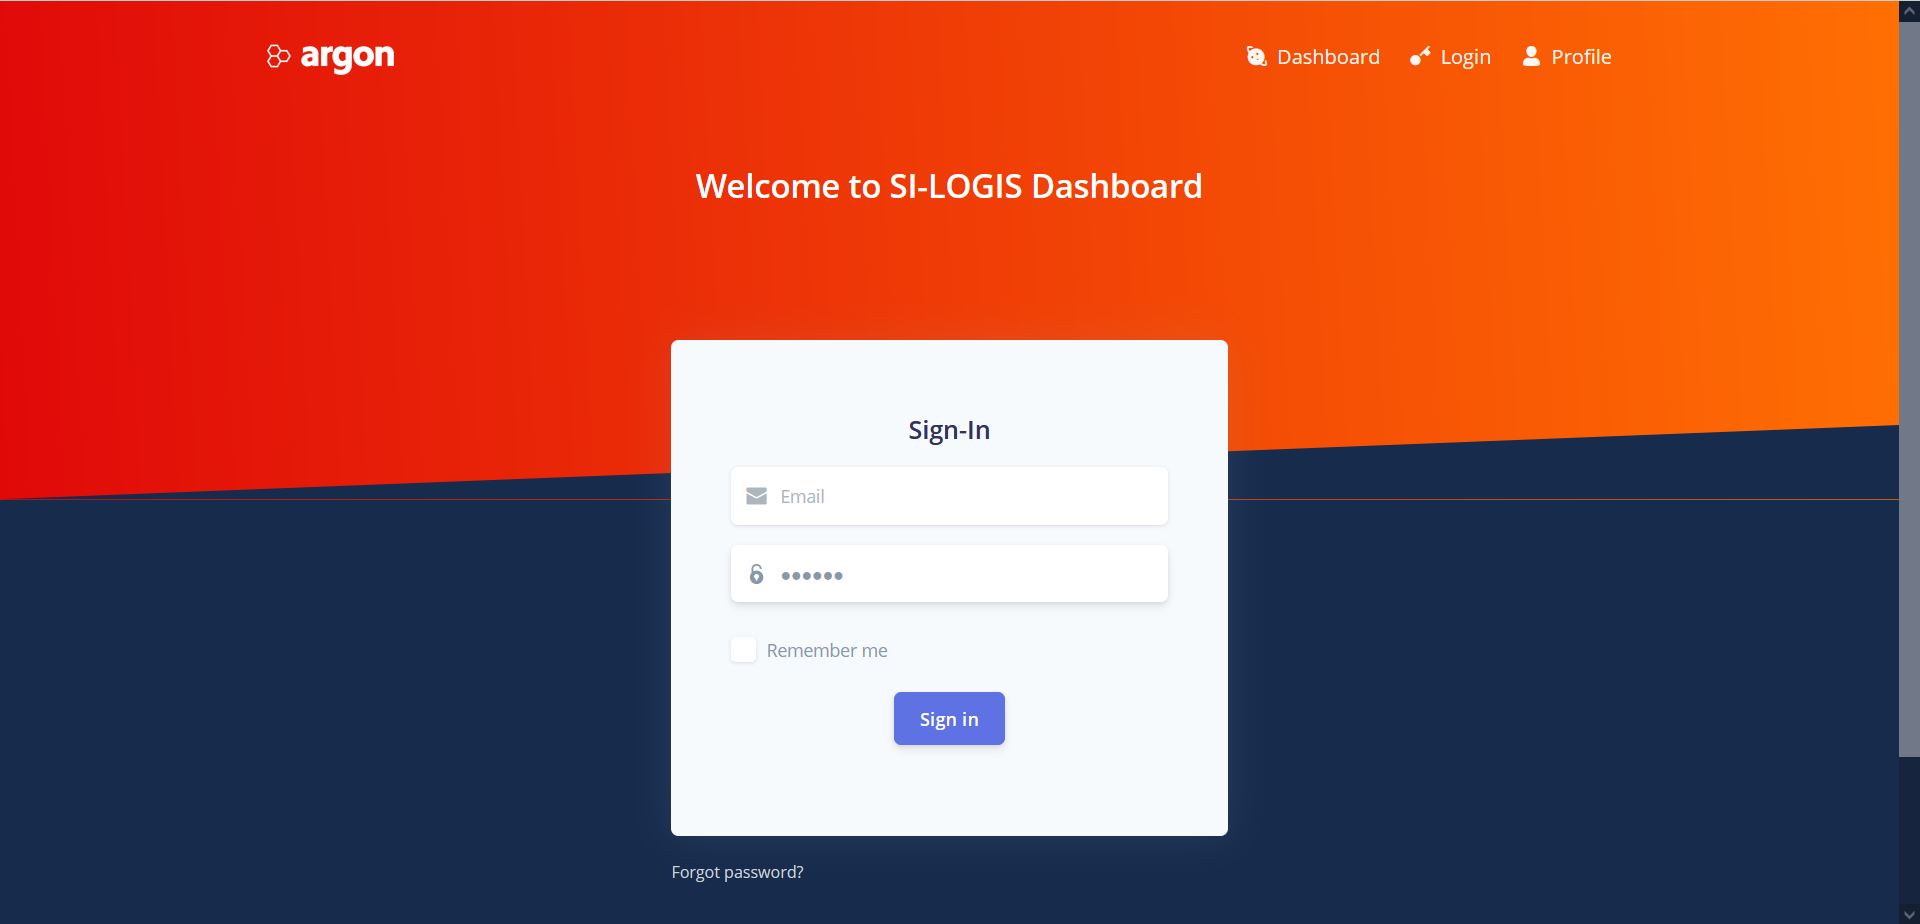 argon
Dashboard
Login
Profile
Welcome to SI-LOGIS Dashboard
Sign-In
Email
••••••
Remember me
Sign in
Forgot password?